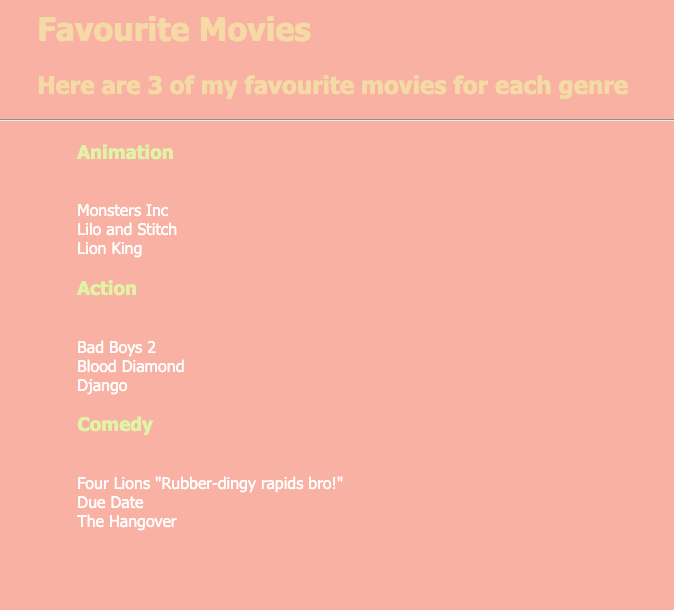 Favourite Movies
Here are 3 of my favourite movies for each genre
Animation
Monsters Inc
Lilo and Stitch
Lion King
Action
Bad Boys 2
Blood Diamond
Django
Comedy
Four Lions "Rubber-dingy rapids bro!"
Due Date
The Hangover